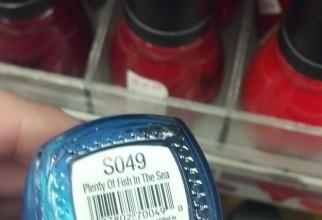 S049
Plenty Of Fish In The Sea